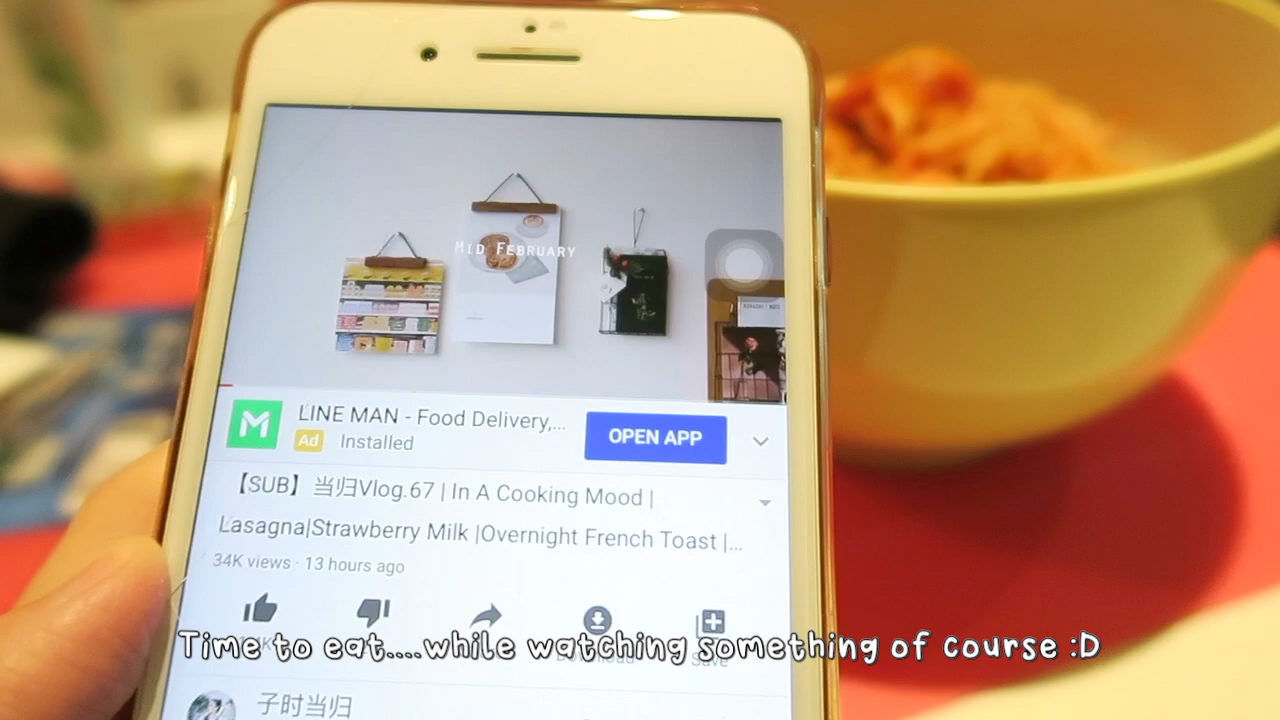 MID FEBRUARY
LINE MAN - Food Delivery,...
Ad Installed
OPEN APP
【SUB】当归Vlog.67 | In A Cooking Mood |
Lasagna|Strawberry Milk |Overnight French Toast |...
34K views · 13 hours ago
Time to eat....while watching something of course :D
Save
子时当归